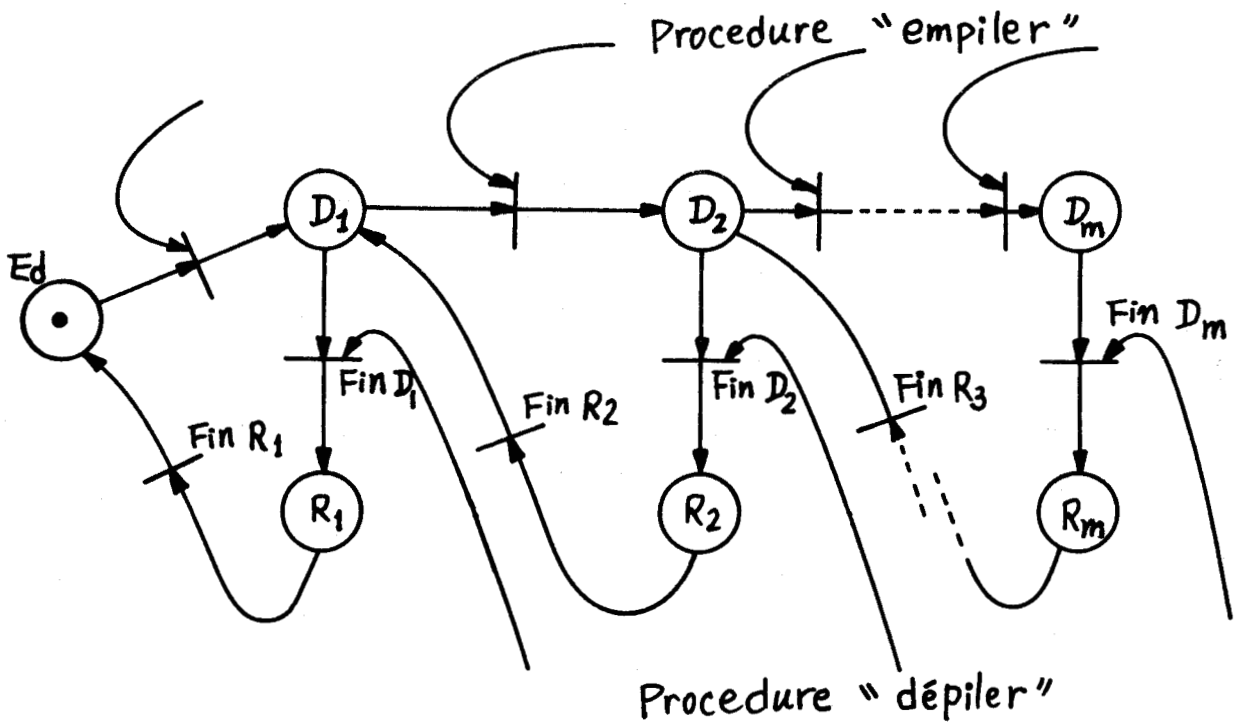 Procedure "empiler"
D1
D2
Dm
Ed
Fin D1
Fin D2
Fin Dm
Fin R1
Fin R2
Fin R3
R1
R2
Rm
Procedure "dépiler"